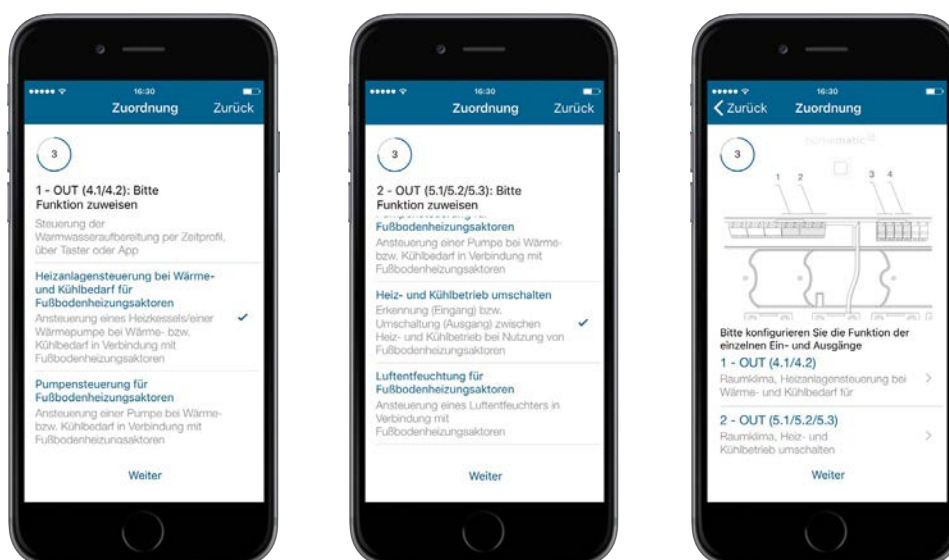 16:30
Zuordnung Zurück
3
1 - OUT (4.1/4.2): Bitte
Funktion zuweisen
Steuerung der
Warmwasseraufbereitung per Zeitprofil,
über Taster oder App
Heizanlagensteuerung bei Wärme-
und Kühlbedarf für
Fußbodenheizungsaktoren
Ansteuerung eines Heizkessels/einer
Wärmepumpe bei Wärme- bzw.
Kühlbedarf in Verbindung mit
Fußbodenheizungsaktoren
Pumpensteuerung für
Fußbodenheizungsaktoren
Ansteuerung einer Pumpe bei Wärme-
bzw. Kühlbedarf in Verbindung mit
Fußbodenheizungsaktoren
Weiter
16:30
Zuordnung Zurück
3
2 - OUT (5.1/5.2/5.3): Bitte
Funktion zuweisen
Pumpensteuerung für
Fußbodenheizungsaktoren
Ansteuerung einer Pumpe bei Wärme-
bzw. Kühlbedarf in Verbindung mit
Fußbodenheizungsaktoren
Heiz- und Kühlbetrieb umschalten
Erkennung (Eingang) bzw.
Umschaltung (Ausgang) zwischen
Heiz- und Kühlbetrieb bei Nutzung von
Fußbodenheizungsaktoren
Luftentfeuchtung für
Fußbodenheizungsaktoren
Ansteuerung eines Luftentfeuchters in
Verbindung mit
Fußbodenheizungsaktoren
Weiter
16:30
Zurück Zuordnung
3
homematic
1 2 3 4
Bitte konfigurieren Sie die Funktion der
einzelnen Ein- und Ausgänge
1 - OUT (4.1/4.2)
Raumklima, Heizanlagensteuerung bei
Wärme- und Kühlbedarf für
2 - OUT (5.1/5.2/5.3)
Raumklima, Heiz- und
Kühlbetrieb umschalten
Weiter